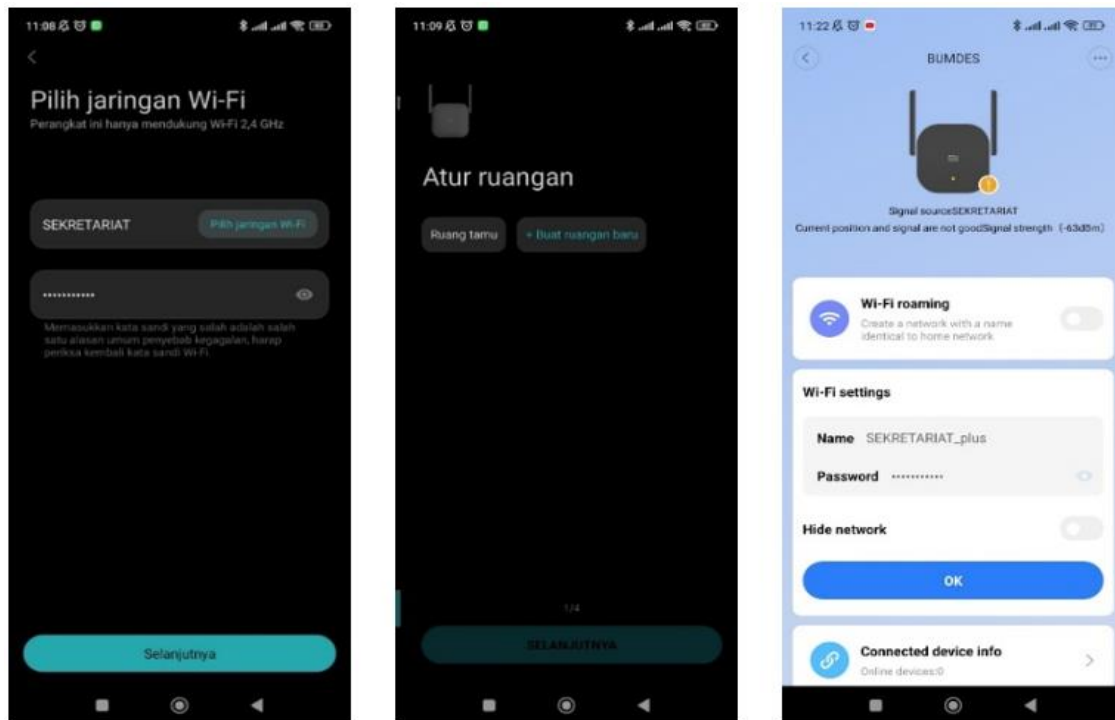 11:08
Pilih jaringan Wi-Fi
Perangkat ini hanya mendukung Wi-Fi 2,4 GHz
SEKRETARIAT
Pilih jaringan Wi-Fi
•••••••••••
Memasukkan kata sandi yang salah adalah salah
satu alasan umum penyebab kegagalan, harap
periksa kembali kata sandi Wi-Fi.
Selanjutnya
11:09
Atur ruangan
Ruang tamu
+ Buat ruangan baru
1/4
SELANJUTNYA
11:22
BUMDES
Signal sourceSEKRETARIAT
Current position and signal are not goodSignal strength (-63dBm)
Wi-Fi roaming
Create a network with a name
identical to home network
Wi-Fi settings
Name SEKRETARIAT_plus
Password •••••••••••
Hide network
OK
Connected device info
Online devices:0